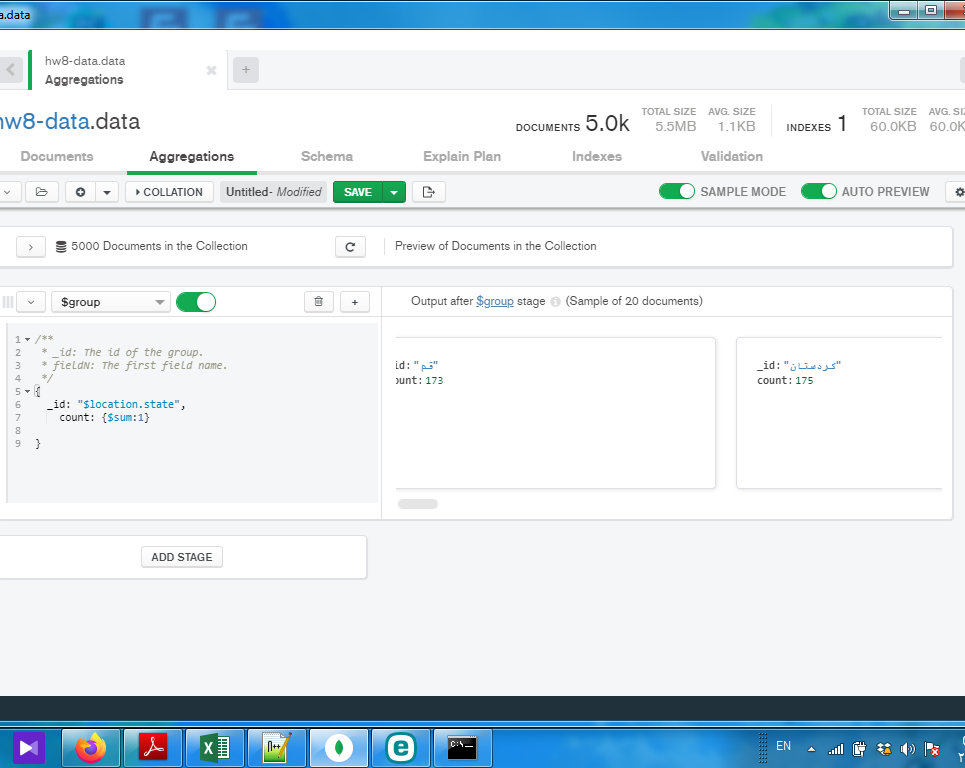 a.data
hw8-data.data
Aggregations
hw8-data.data
DOCUMENTS 5.0k
TOTAL SIZE
5.5MB
AVG. SIZE
1.1KB
INDEXES 1
TOTAL SIZE
60.0KB
AVG. SIZ
60.0K
Documents
Aggregations
Schema
Explain Plan
Indexes
Validation
COLLATION
Untitled- Modified
SAVE
SAMPLE MODE
AUTO PREVIEW
5000 Documents in the Collection
Preview of Documents in the Collection
$group
Output after $group stage (Sample of 20 documents)
1 /**
2 * _id: The id of the group.
3 * fieldN: The first field name.
4 */
5 {
6 _id: "$location.state",
7 count: {$sum:1}
8
9 }
id: "قم"
ount: 173
_id: "کردستان"
count: 175
ADD STAGE
C:\_
EN